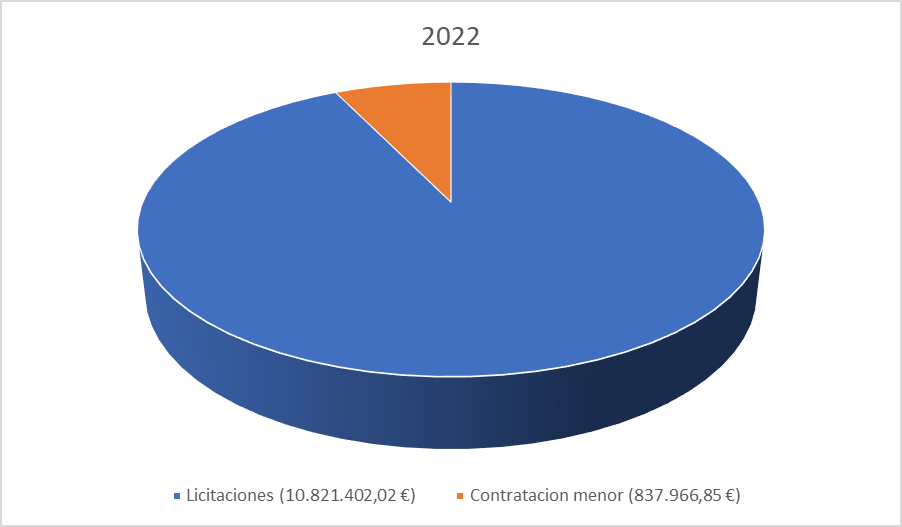 2022
Licitaciones (10.821.402,02 €) Contratacion menor (837.966,85 €)